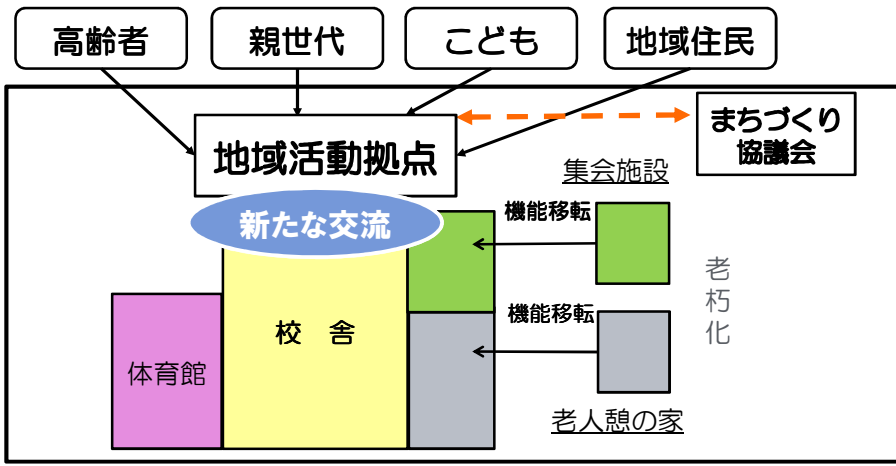 高齢者
親世代
こども
地域住民
地域活動拠点
まちづくり
協議会
集会施設
新たな交流
機能移転
老朽化
機能移転
校 舎
体育館
老人憩の家